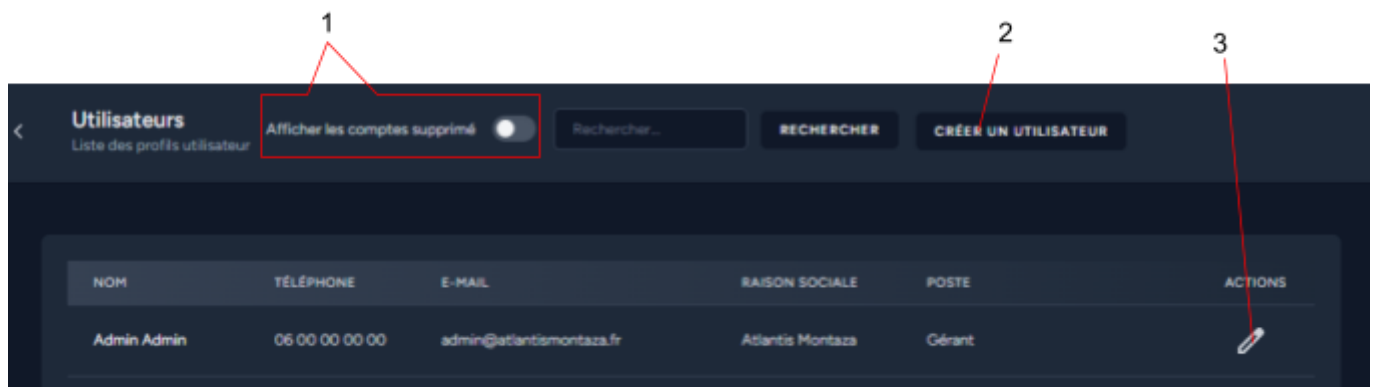 1
2
3
Utilisateurs
Liste des profils utilisateur
Afficher les comptes supprimé
Rechercher...
RECHERCHER
CRÉER UN UTILISATEUR
NOM TÉLÉPHONE E-MAIL RAISON SOCIALE POSTE ACTIONS
Admin Admin 06 00 00 00 00 admin@atlantismontaza.fr Atlantis Montaza Gérant